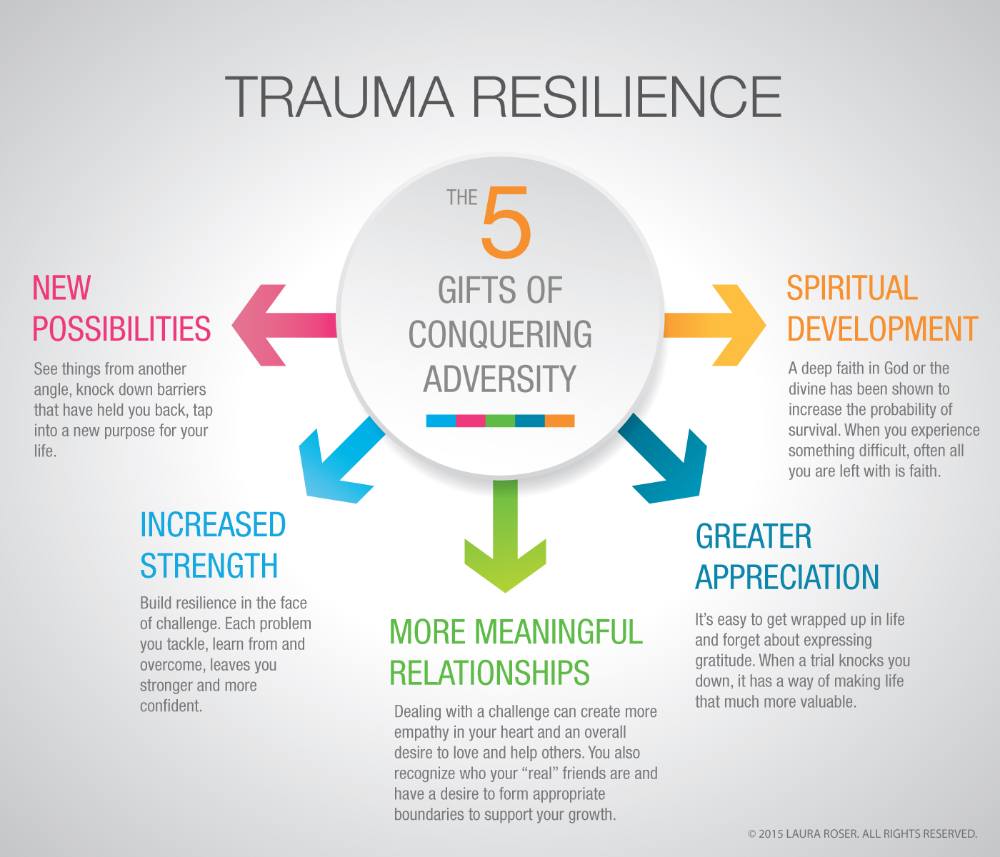 TRAUMA RESILIENCE
THE 5
GIFTS OF
CONQUERING
ADVERSITY
NEW
POSSIBILITIES
See things from another
angle, knock down barriers
that have held you back, tap
into a new purpose for your
life.
INCREASED
STRENGTH
Build resilience in the face
of challenge. Each problem
you tackle, learn from and
overcome, leaves you
stronger and more
confident.
MORE MEANINGFUL
RELATIONSHIPS
Dealing with a challenge can create more
empathy in your heart and an overall
desire to love and help others. You also
recognize who your “real” friends are and
have a desire to form appropriate
boundaries to support your growth.
GREATER
APPRECIATION
It’s easy to get wrapped up in life
and forget about expressing
gratitude. When a trial knocks you
down, it has a way of making life
that much more valuable.
SPIRITUAL
DEVELOPMENT
A deep faith in God or the
divine has been shown to
increase the probability of
survival. When you experience
something difficult, often all
you are left with is faith.
© 2015 LAURA ROSER. ALL RIGHTS RESERVED.